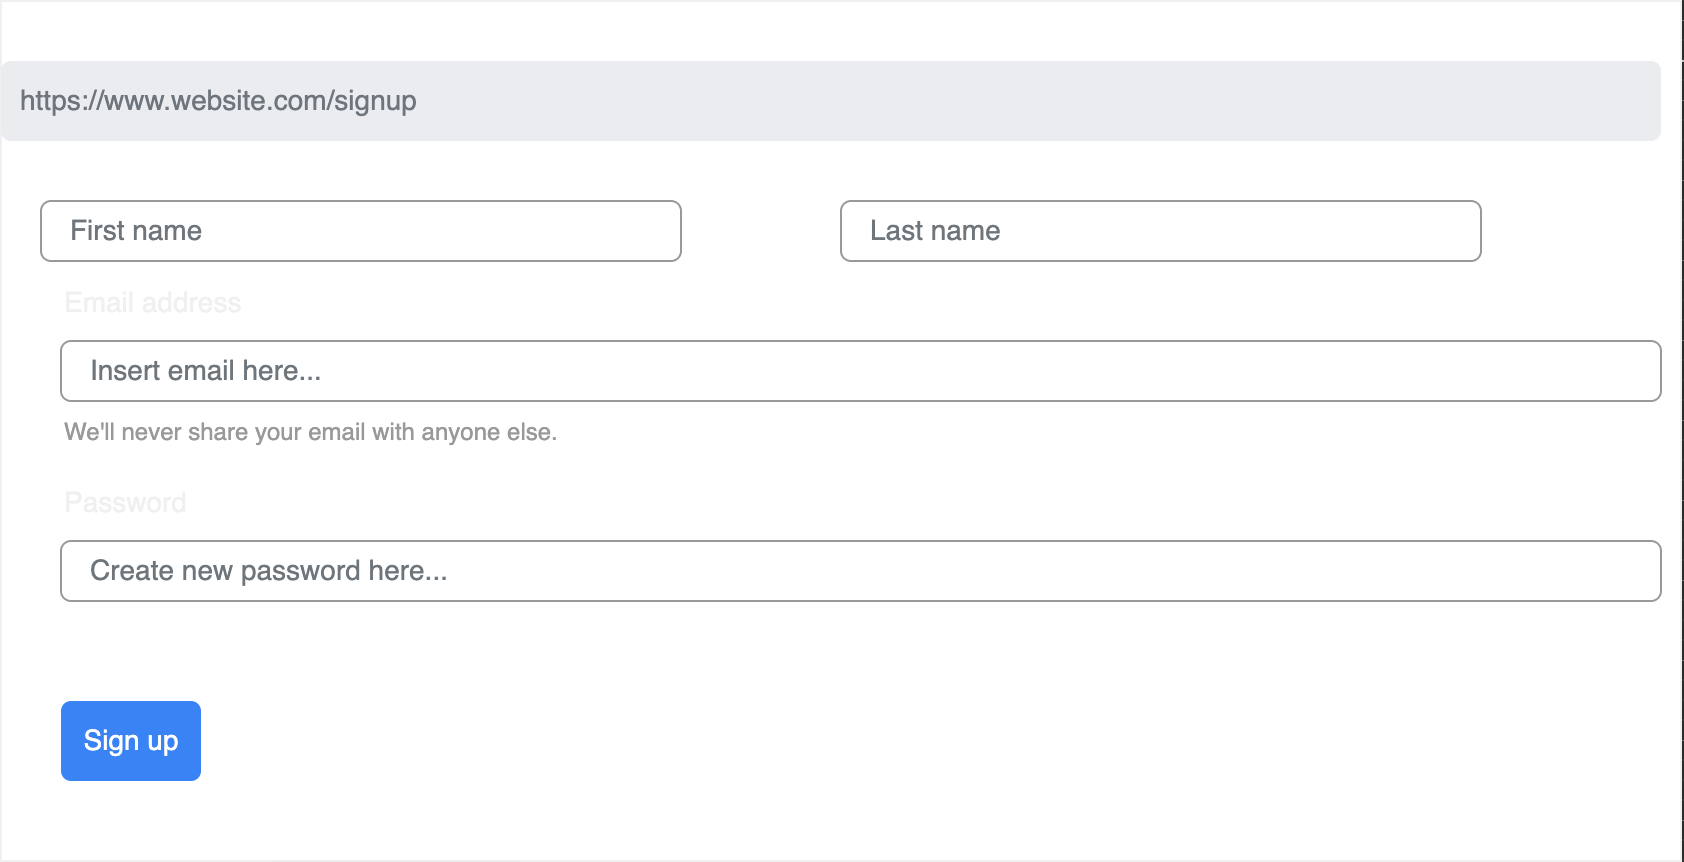 https://www.website.com/signup
First name
Last name
Email address
Insert email here...
We'll never share your email with anyone else.
Password
Create new password here...
Sign up